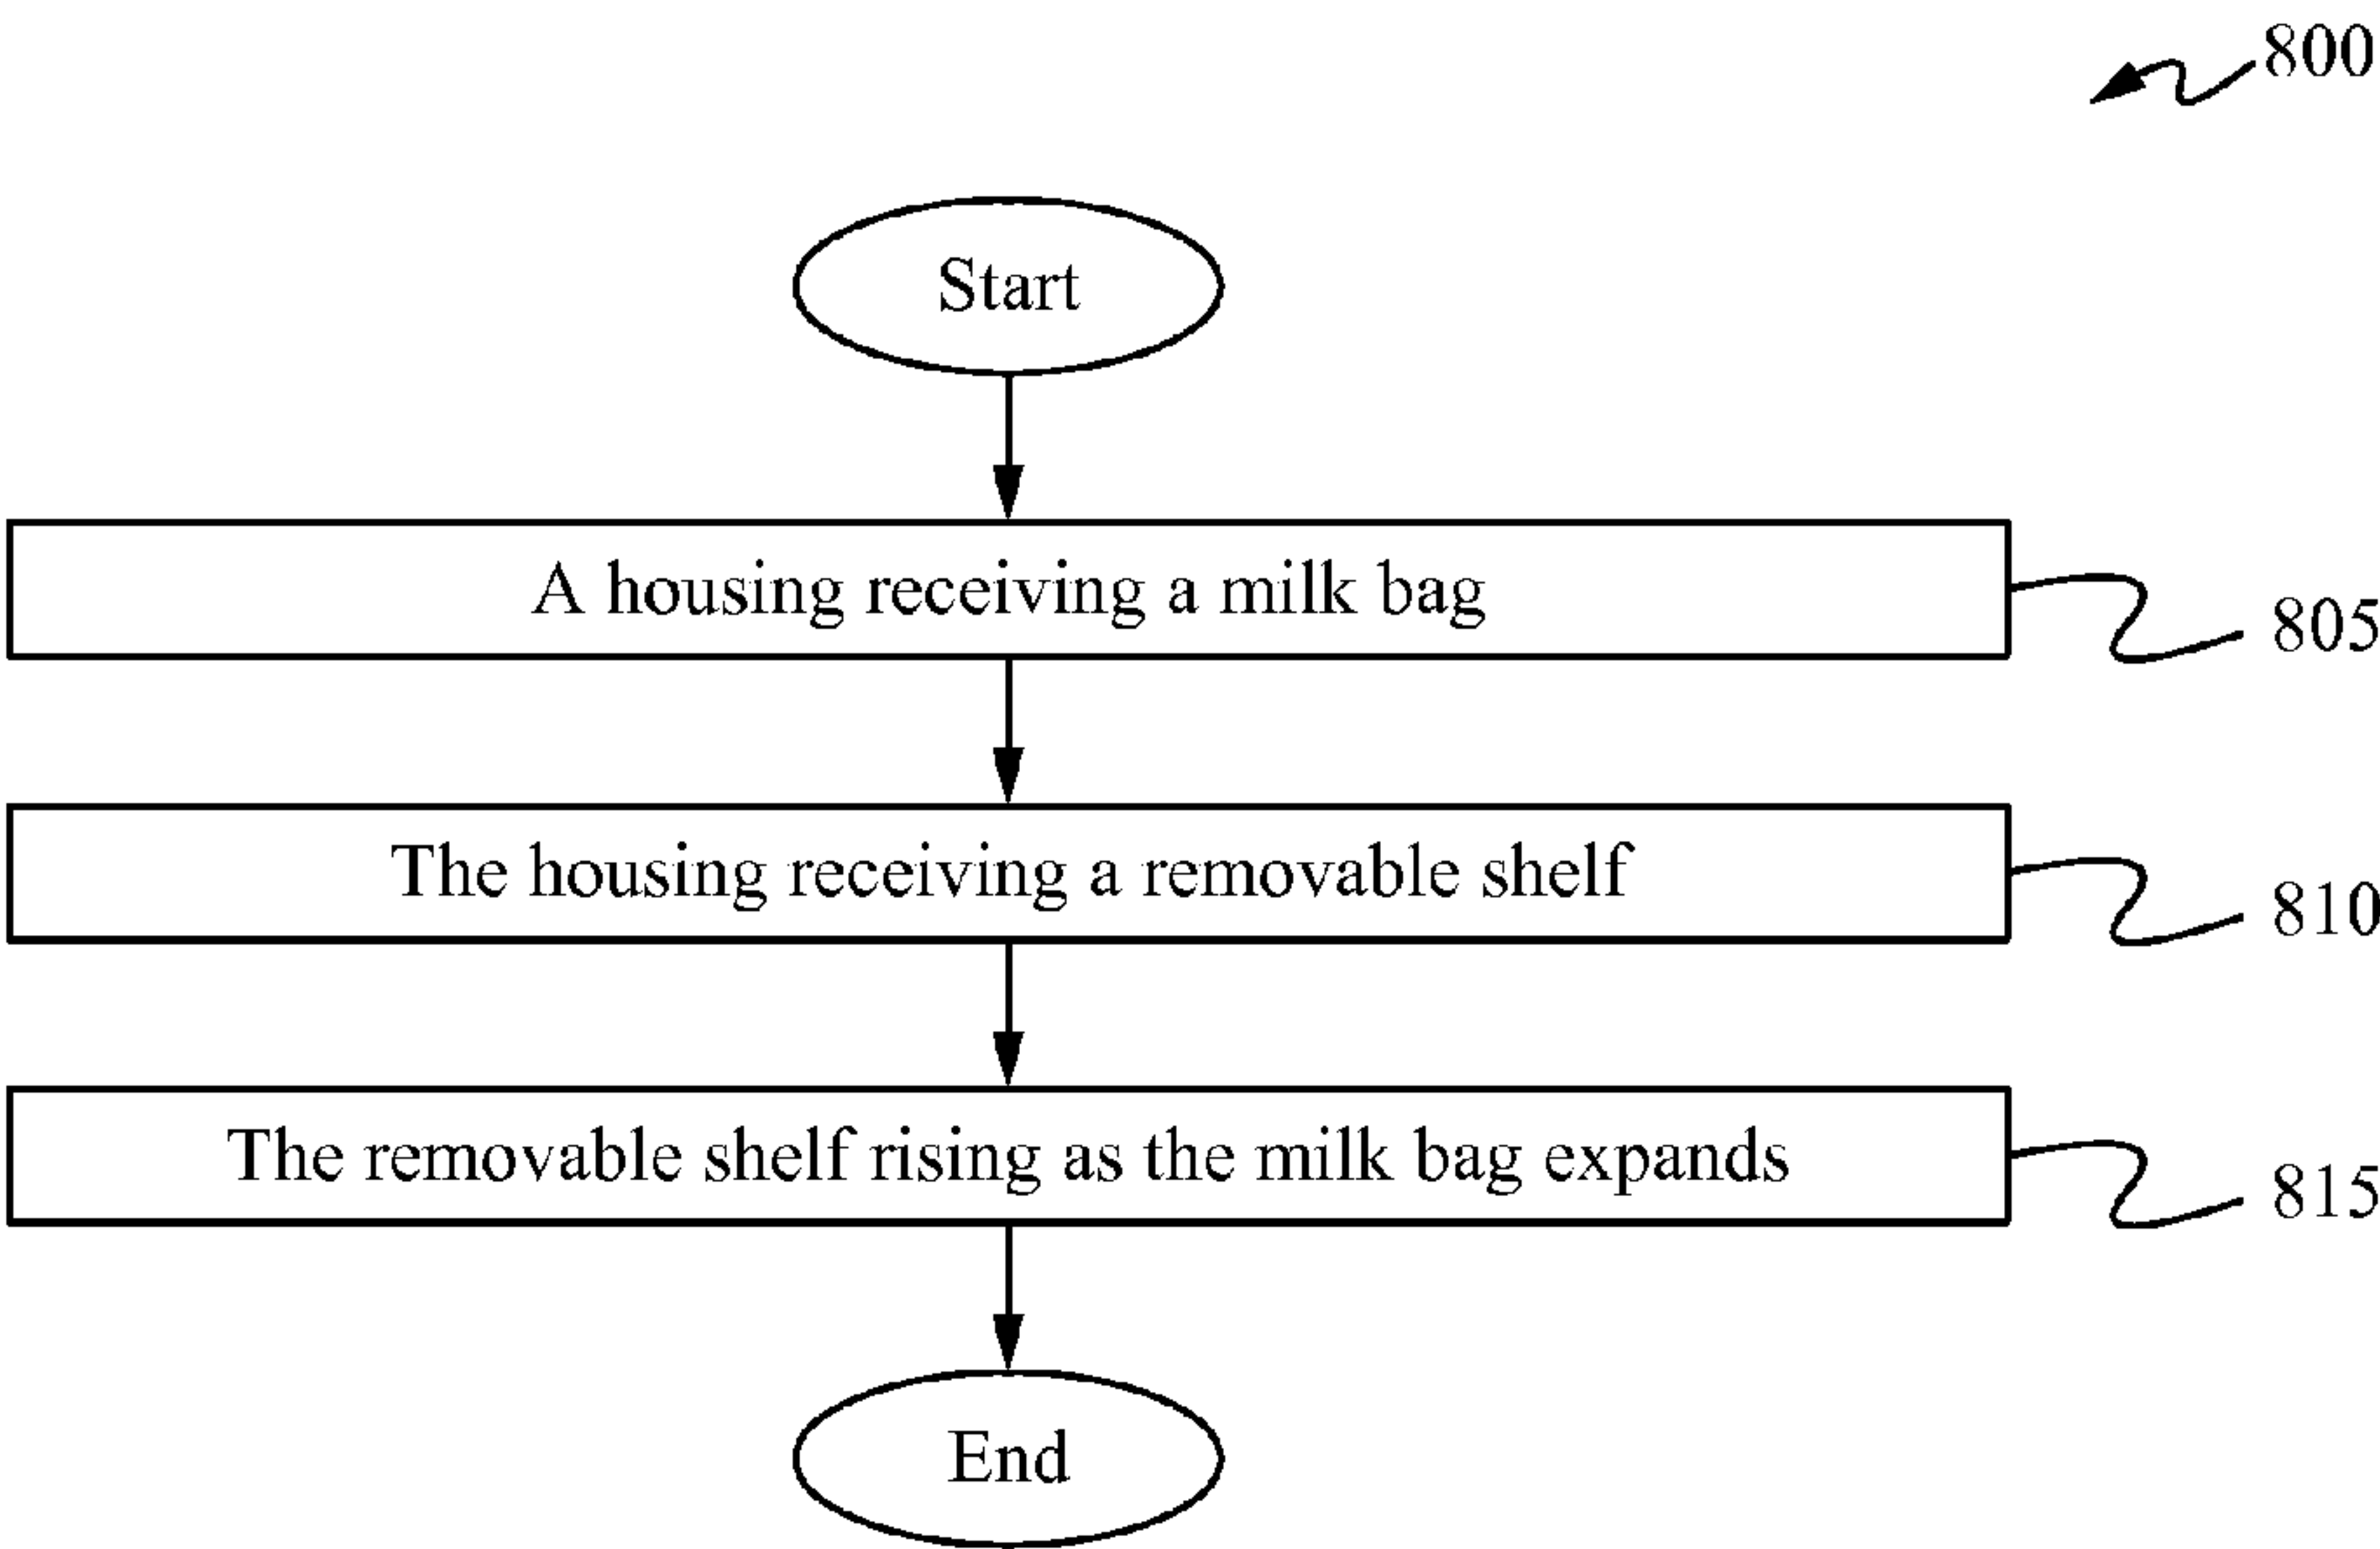 800
Start
A housing receiving a milk bag
805
The housing receiving a removable shelf
810
The removable shelf rising as the milk bag expands
815
End